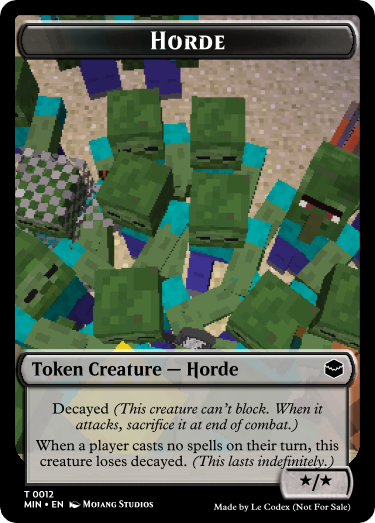 Horde
Token Creature — Horde
Decayed (This creature can't block. When it
attacks, sacrifice it at end of combat.)
When a player casts no spells on their turn, this
creature loses decayed. (This lasts indefinitely.)
★/★
T 0012
MIN • EN Mojang Studios
Made by Le Codex (Not For Sale)